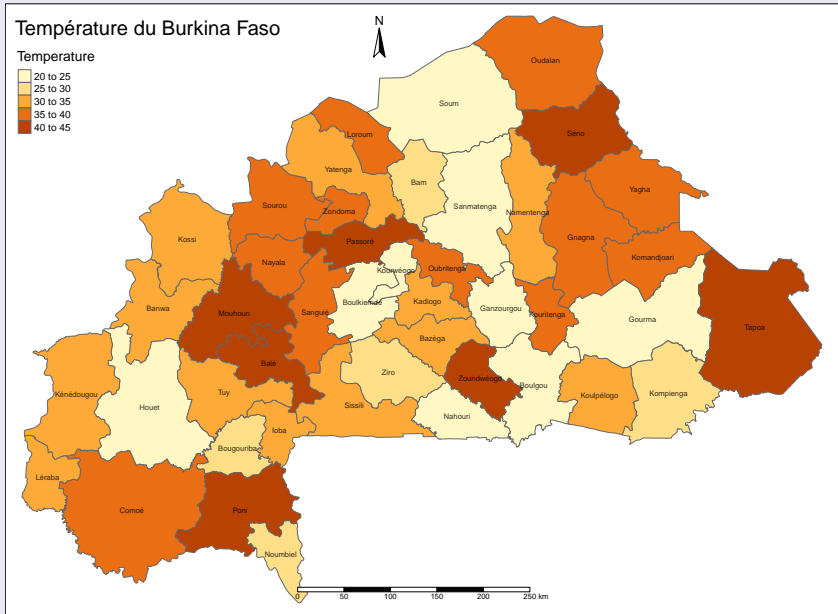 Température du Burkina Faso
N
Temperature
20 to 25
25 to 30
30 to 35
35 to 40
40 to 45
Oudalan
Soum
Séno
Loroum
Yatenga
Bam
Yagha
Sourou
Zondoma
Sanmatenga
Namentenga
Kossi
Passoré
Gnagna
Nayala
Komandjoari
Kourwéogo
Oubritenga
Boulkiemdé
Banwa
Mouhoun
Sanguié
Kadiogo
Ganzourgou
Kouritenga
Gourma
Tapoa
Bazéga
Balé
Ziro
Zoundwéogo
Boulgou
Kénédougou
Tuy
Koulpélogo
Kompienga
Houet
Sissili
Nahouri
Ioba
Bougouriba
Léraba
Comoé
Poni
Noumbiel
0 50 100 150 200 250 km